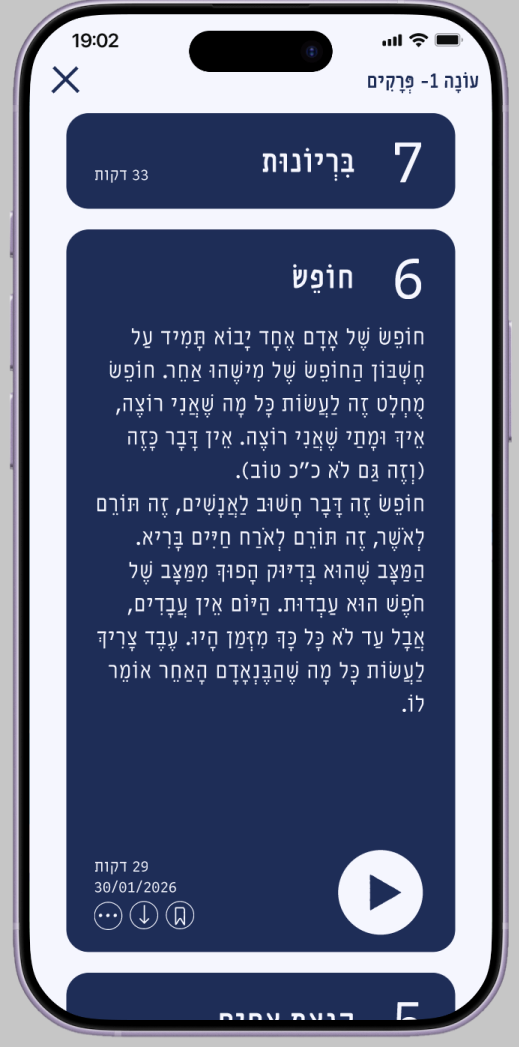 19:02
עוֹנָה 1- פְּרָקִים
7 בִּרְיוֹנוּת
33 דקות
6 חוֹפֶשׁ
חוֹפֶשׁ שֶׁל אָדָם אֶחָד יָבוֹא תָּמִיד עַל
חֶשְׁבּוֹן הַחוֹפֶשׁ שֶׁל מִישֶׁהוּ אַחֵר. חוֹפֶשׁ
מֻחְלָט זֶה לַעֲשׂוֹת כָּל מָה שֶׁאֲנִי רוֹצָה,
אֵיךְ וּמָתַי שֶׁאֲנִי רוֹצָה. אֵין דָּבָר כָּזֶה
(וְזֶה גַּם לֹא כ״כ טוֹב).
חוֹפֶשׁ זֶה דָּבָר חָשׁוּב לַאֲנָשִׁים, זֶה תּוֹרֵם
לְאֹשֶׁר, זֶה תּוֹרֵם לְאֹרַח חַיִּים בָּרִיא.
הַמַּצָּב שֶׁהוּא בְּדִיּוּק הָפוּךְ מִמַּצָּב שֶׁל
חֹפֶשׁ הוּא עַבְדוּת. הַיּוֹם אֵין עֲבָדִים,
אֲבָל עַד לֹא כָּל כָּךְ מִזְּמַן הָיוּ. עֶבֶד צָרִיךְ
לַעֲשׂוֹת כָּל מָה שֶׁהַבֶּנְאָדָם הָאַחֵר אוֹמֵר
לוֹ.
29 דקות
30/01/2026